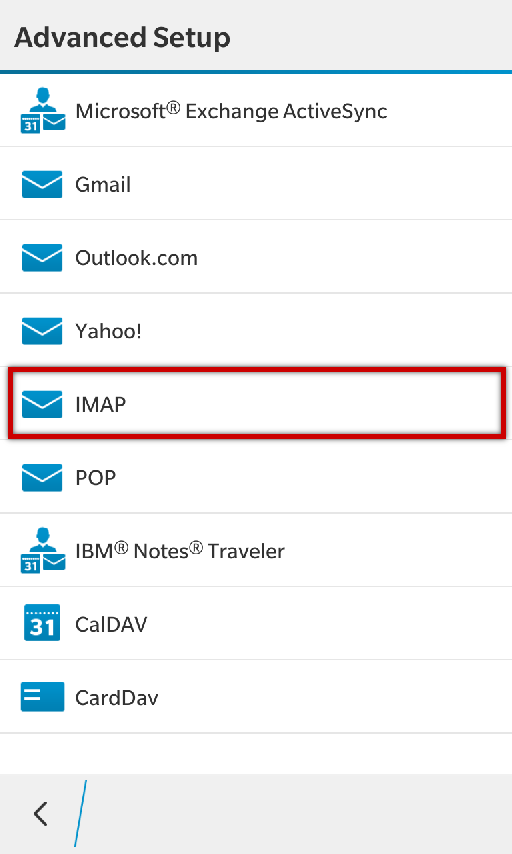 Advanced Setup
31
Microsoft® Exchange ActiveSync
Gmail
Outlook.com
Yahoo!
IMAP
POP
31
IBM® Notes® Traveler
31
CalDAV
CardDav